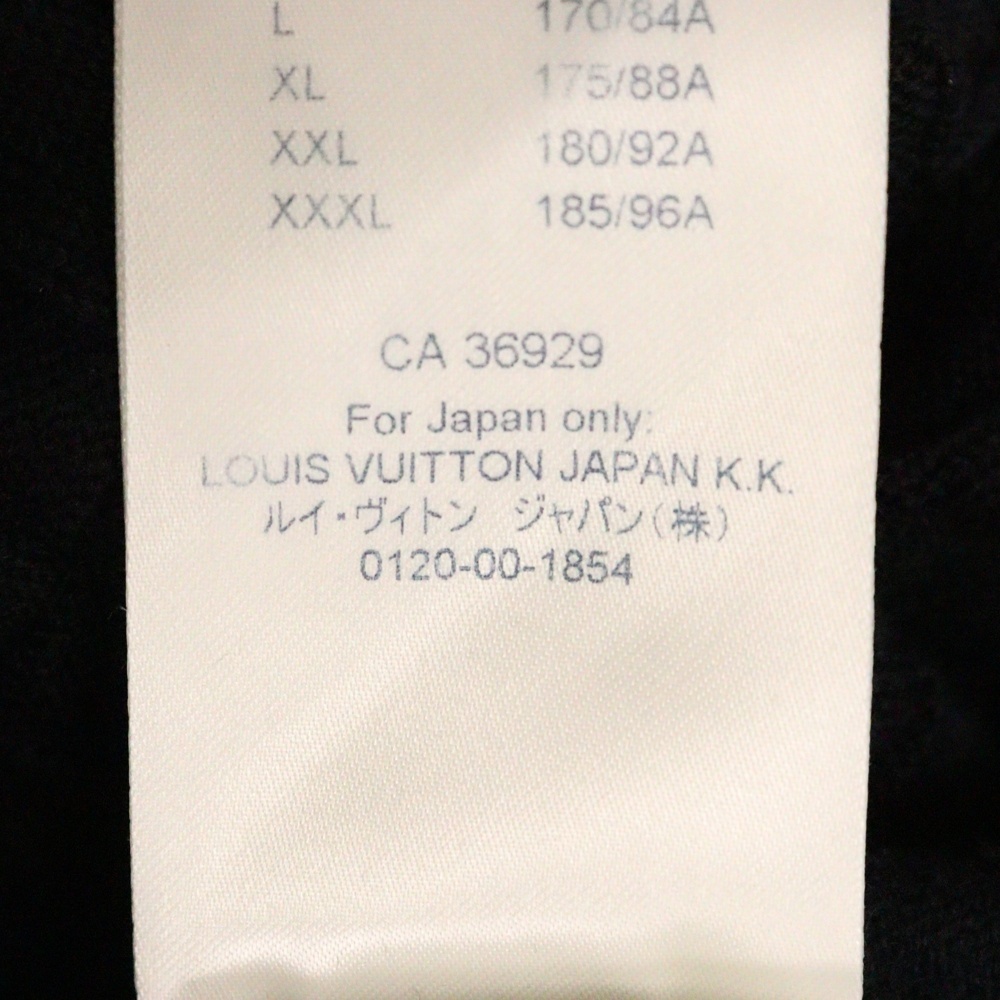 L 170/84A
XL 175/88A
XXL 180/92A
XXXL 185/96A
CA 36929
For Japan only:
LOUIS VUITTON JAPAN K.K.
ルイ・ヴィトン ジャパン(株)
0120-00-1854